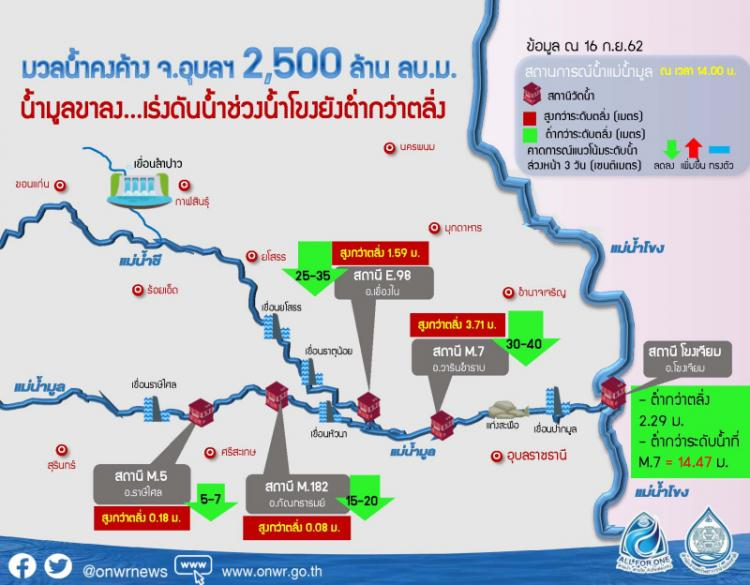 มวลน้ำคงค้าง จ.อุบลฯ 2,500 ล้าน ลบ.ม.
น้ำมูลขาลง...เร่งดันน้ำช่วงน้ำโขงยังต่ำกว่าตลิ่ง
ข้อมูล ณ 16 ก.ย.62
สถานการณ์น้ำแม่น้ำมูล ณ เวลา 14.00 น.
สถานีวัดน้ำ
สูงกว่าระดับตลิ่ง (เมตร)
ต่ำกว่าระดับตลิ่ง (เมตร)
คาดการณ์แนวโน้มระดับน้ำ
ล่วงหน้า 3 วัน (เซนติเมตร)
ลดลง เพิ่มขึ้น ทรงตัว
นครพนม
เขื่อนลำปาว
ขอนแก่น
กาฬสินธุ์
มุกดาหาร
แม่น้ำชี
ยโสธร
ร้อยเอ็ด
25-35
สูงกว่าตลิ่ง 1.59 ม.
สถานี E.98
อ.เขื่องใน
แม่น้ำโขง
อำนาจเจริญ
เขื่อนยโสธร
เขื่อนธาตุน้อย
สูงกว่าตลิ่ง 3.71 ม.
30-40
สถานี M.7
อ.วารินชำราบ
สถานี โขงเจียม
อ.โขงเจียม
- ต่ำกว่าตลิ่ง
2.29 ม.
- ต่ำกว่าระดับน้ำที่
M.7 = 14.47 ม.
แม่น้ำมูล
เขื่อนราษีไศล
เขื่อนหัวนา
แก่งสะพือ
เขื่อนปากมูล
แม่น้ำมูล
อุบลราชธานี
สุรินทร์
ศรีสะเกษ
สถานี M.5
อ.ราษีไศล
สูงกว่าตลิ่ง 0.18 ม.
5-7
สถานี M.182
อ.กันทรารมย์
สูงกว่าตลิ่ง 0.08 ม.
15-20
แม่น้ำโขง
@onwrnews
www
www.onwr.go.th
ALL FOR ONE